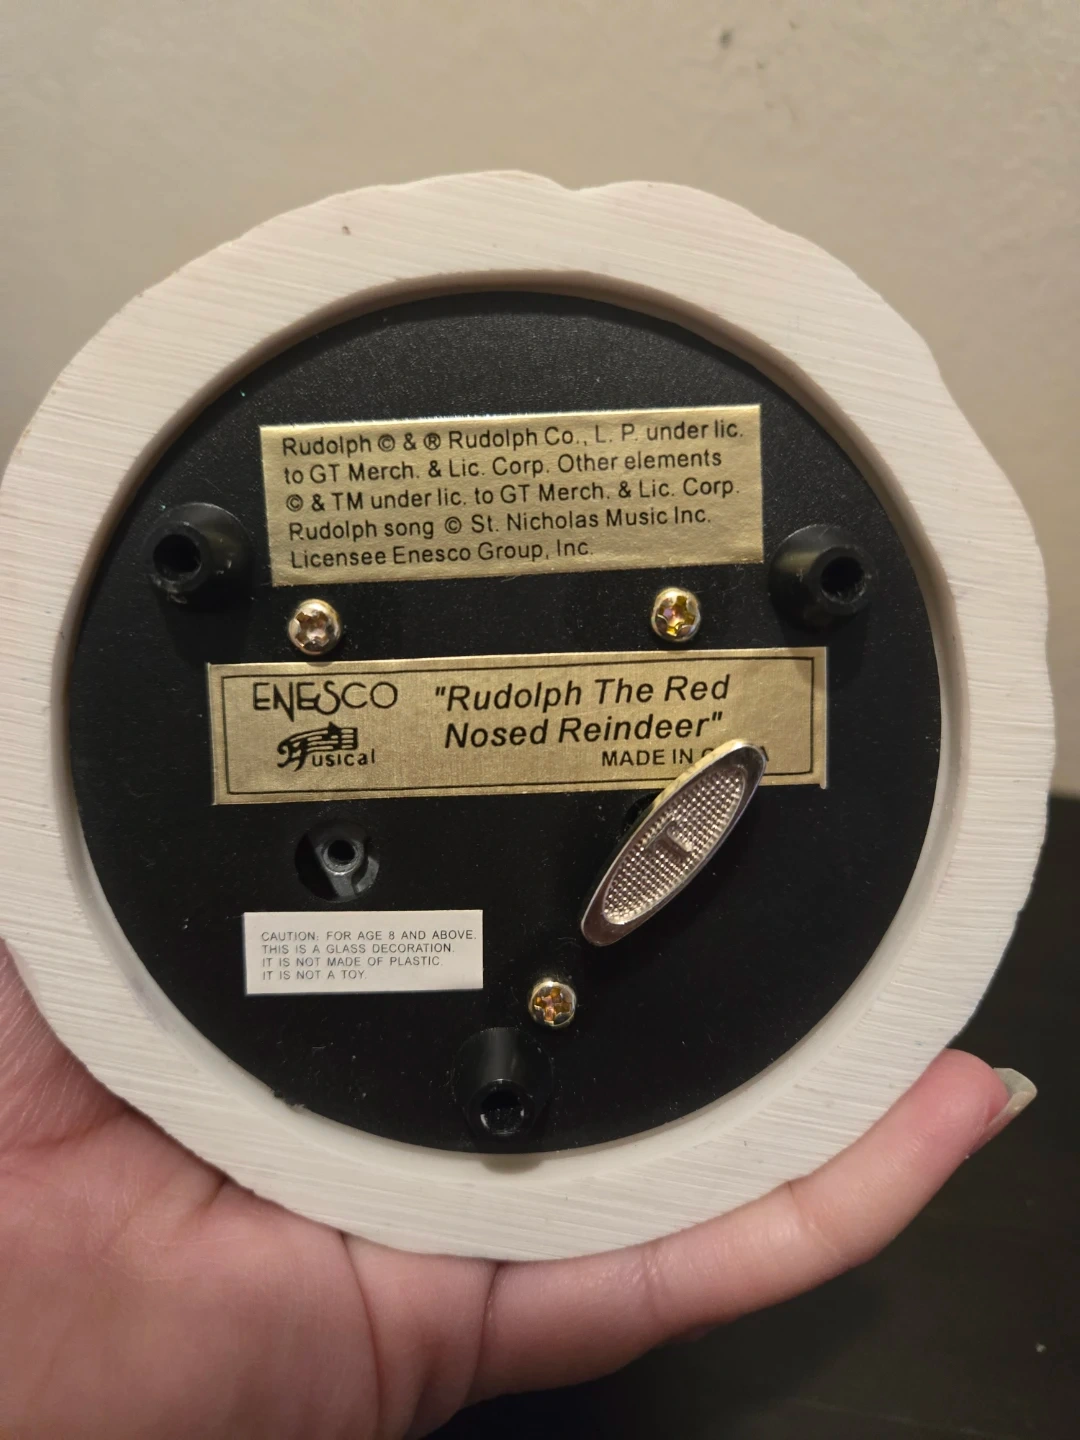 Rudolph © & ® Rudolph Co., L. P. under lic.
to GT Merch. & Lic. Corp. Other elements
© & TM under lic. to GT Merch. & Lic. Corp.
Rudolph song © St. Nicholas Music Inc.
Licensee Enesco Group, Inc.
ENESCO
Musical
"Rudolph The Red
Nosed Reindeer"
MADE IN
CAUTION: FOR AGE 8 AND ABOVE.
THIS IS A GLASS DECORATION.
IT IS NOT MADE OF PLASTIC.
IT IS NOT A TOY.